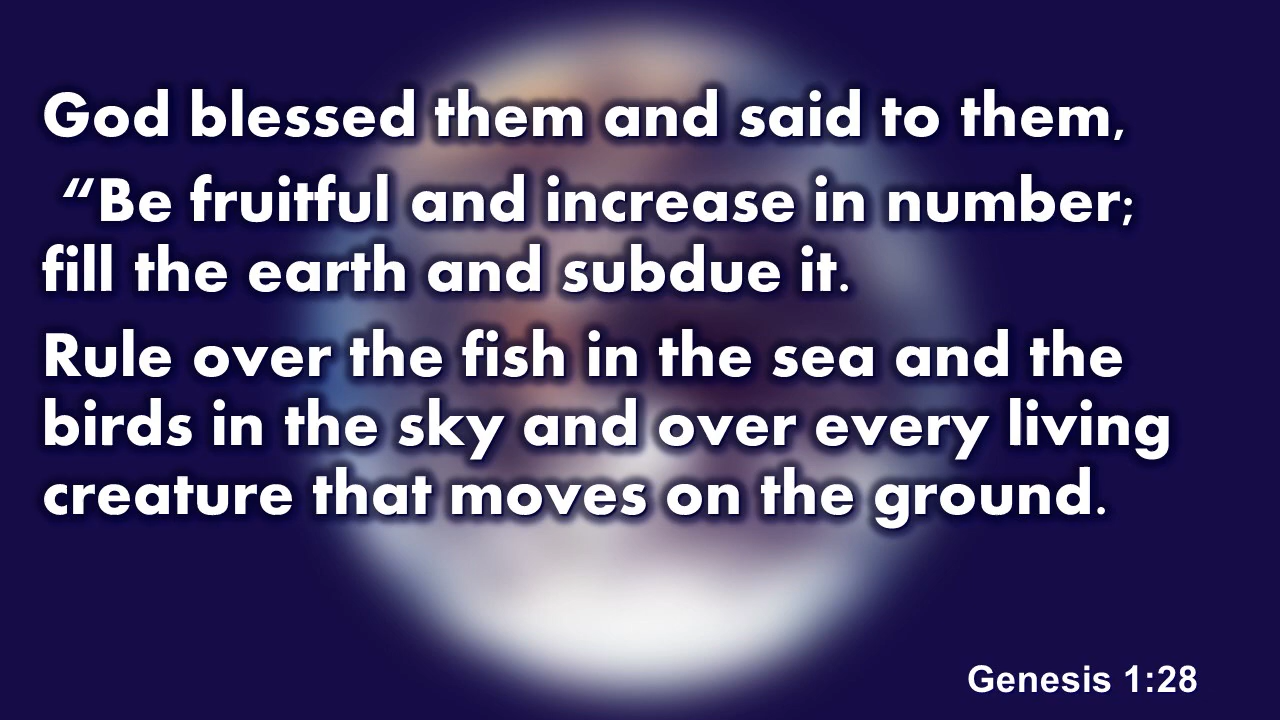 God blessed them and said to them,
“Be fruitful and increase in number;
fill the earth and subdue it.
Rule over the fish in the sea and the
birds in the sky and over every living
creature that moves on the ground.
Genesis 1:28